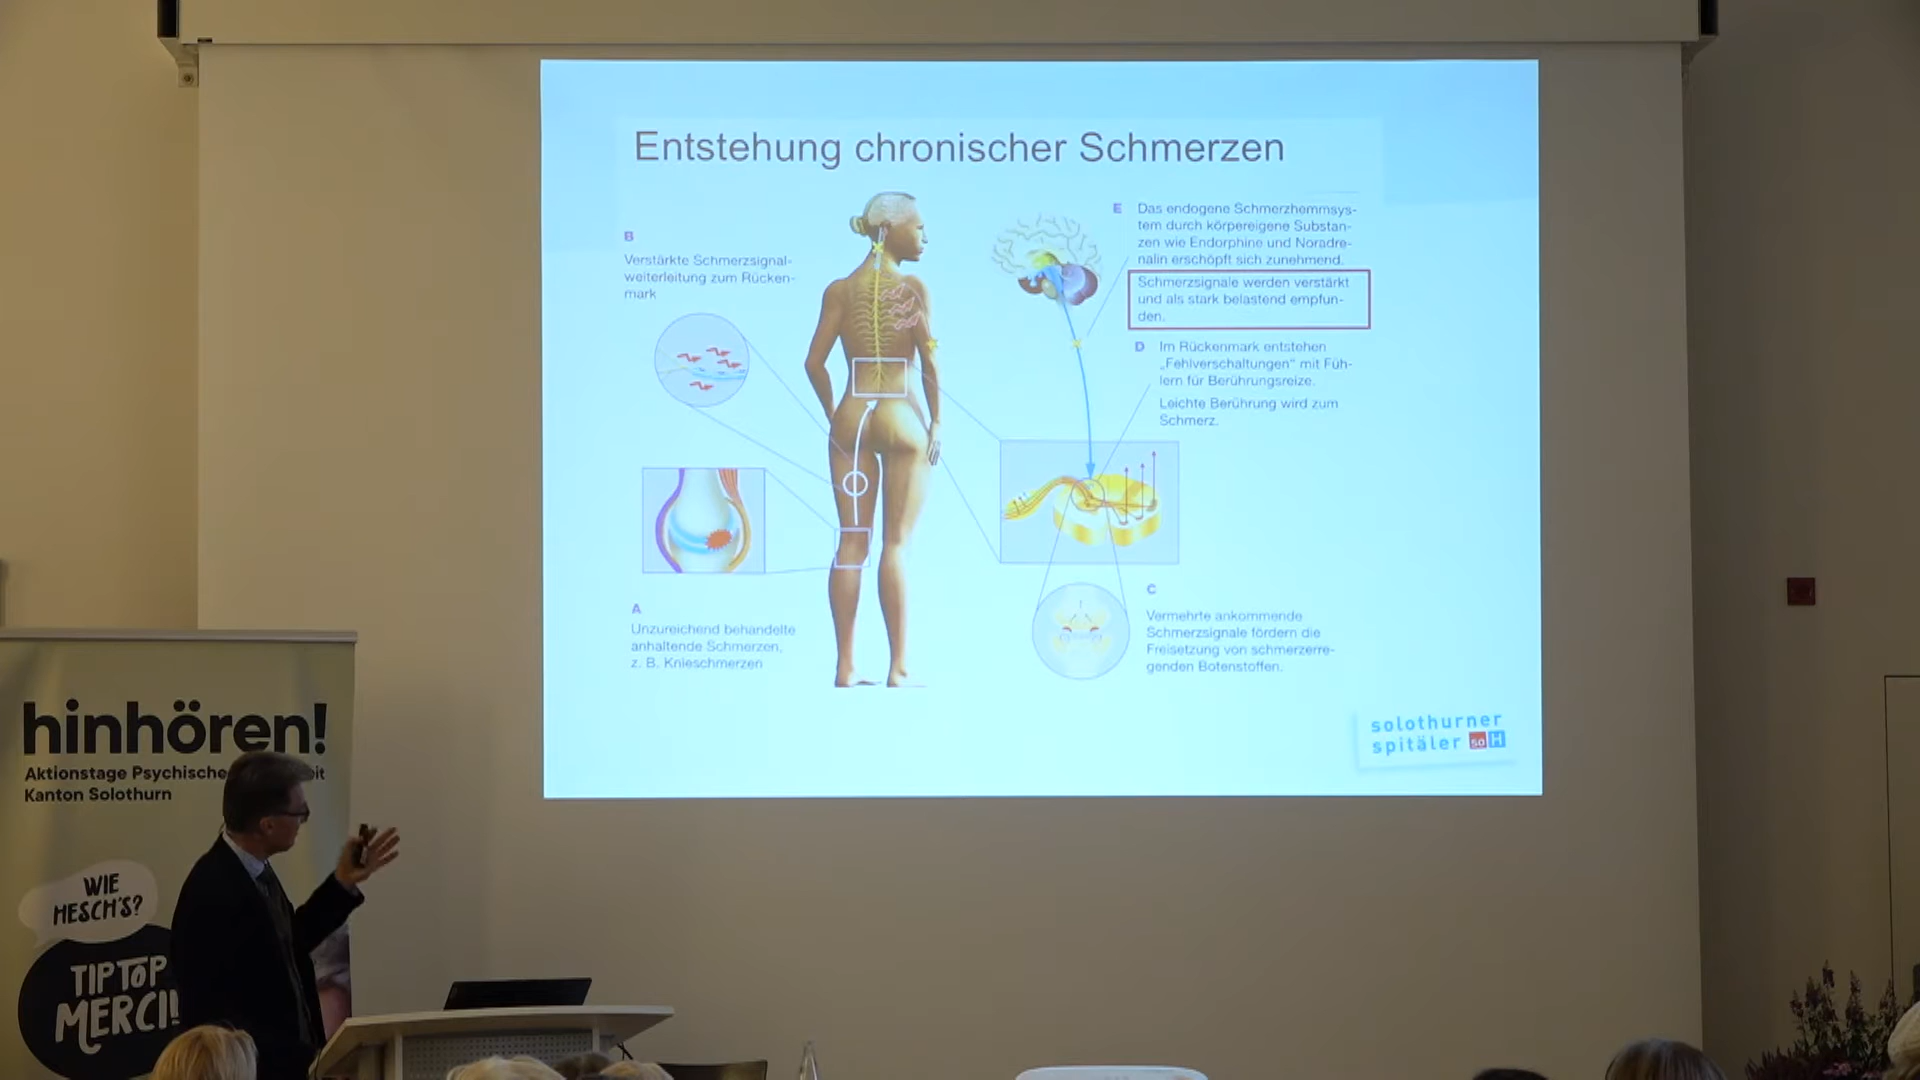 Entstehung chronischer Schmerzen
B
Verstärkte Schmerzsignal-
weiterleitung zum Rücken-
mark
A
Unzureichend behandelte
anhaltende Schmerzen,
z. B. Knieschmerzen
E Das endogene Schmerzhemmsys-
tem durch körpereigene Substan-
zen wie Endorphine und Noradre-
nalin erschöpft sich zunehmend.
Schmerzsignale werden verstärkt
und als stark belastend empfun-
den.
D Im Rückenmark entstehen
„Fehlverschaltungen“ mit Füh-
lern für Berührungsreize.
Leichte Berührung wird zum
Schmerz.
C
Vermehrte ankommende
Schmerzsignale fördern die
Freisetzung von schmerzerre-
genden Botenstoffen.
solothurner
spitäler so H
hinhören!
Aktionstage Psychische
Kanton Solothurn
WIE
HESCH'S?
TIPTOP
MERCI!